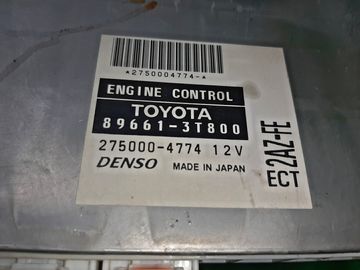 *2750004774-*
ENGINE CONTROL
TOYOTA
89661-3T800
275000-4774 12V
DENSO MADE IN JAPAN
2AZ-FE
ECT